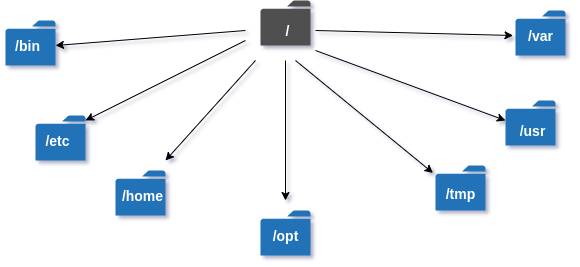 /
/bin
/var
/etc
/usr
/home
/tmp
/opt